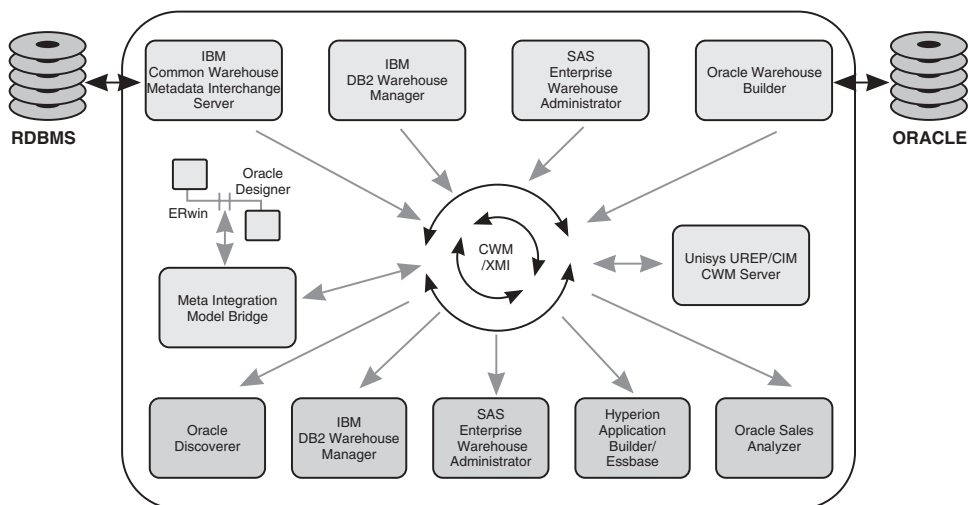 IBM
Common Warehouse
Metadata Interchange
Server
IBM
DB2 Warehouse
Manager
SAS
Enterprise
Warehouse
Administrator
Oracle Warehouse
Builder
RDBMS
ORACLE
Oracle
Designer
ERwin
CWM
/XMI
Unisys UREP/CIM
CWM Server
Meta Integration
Model Bridge
Oracle
Discoverer
IBM
DB2 Warehouse
Manager
SAS
Enterprise
Warehouse
Administrator
Hyperion
Application
Builder/
Essbase
Oracle Sales
Analyzer